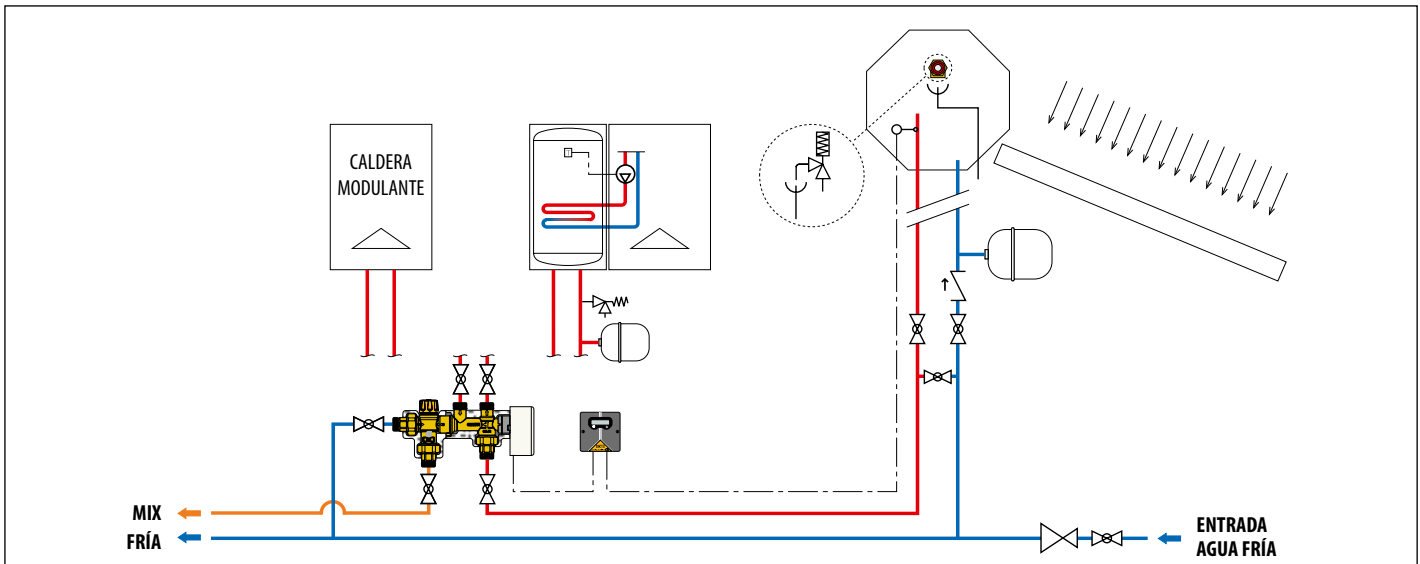 CALDERA
MODULANTE
MIX
FRÍA
ENTRADA
AGUA FRÍA